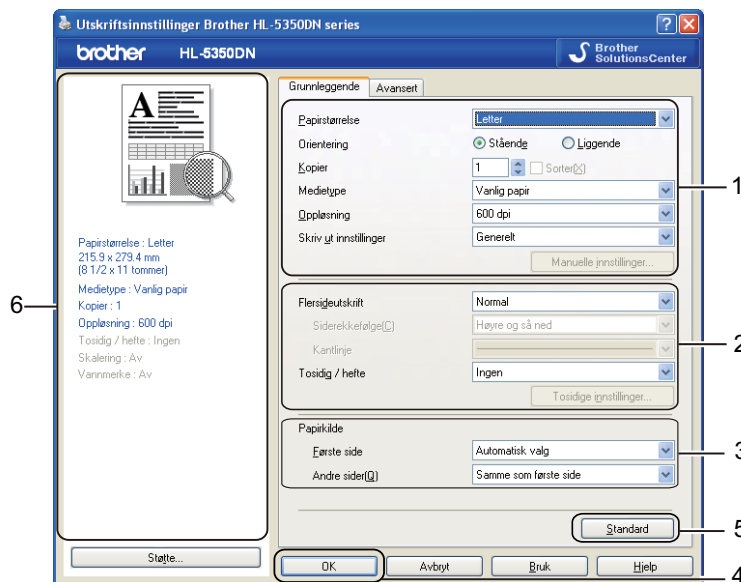 Utskriftsinnstillinger Brother HL-5350DN series
brother HL-5350DN
Brother
SolutionsCenter
Grunnleggende Avansert
Papirstørrelse Letter
Orientering Stående Liggende
Kopier 1 Sorter(X)
Medietype Vanlig papir
1
Oppløsning 600 dpi
Skriv ut innstillinger Generelt
Manuelle innstillinger...
A
Papirstørrelse : Letter
215.9 x 279.4 mm
(8 1/2 x 11 tommer)
Medietype : Vanlig papir
Kopier : 1
Oppløsning : 600 dpi
Tosidig / hefte : Ingen
Skalering : Av
Vannmerke : Av
6
Flersideutskrift Normal
Siderekkefølge(C) Høyre og så ned
Kantlinje
2
Tosidig / hefte Ingen
Tosidige innstillinger...
Papirkilde
Første side Automatisk valg
3
Andre sider(Q) Samme som første side
Standard
5
Støtte...
OK Avbryt Bruk Hjelp
4